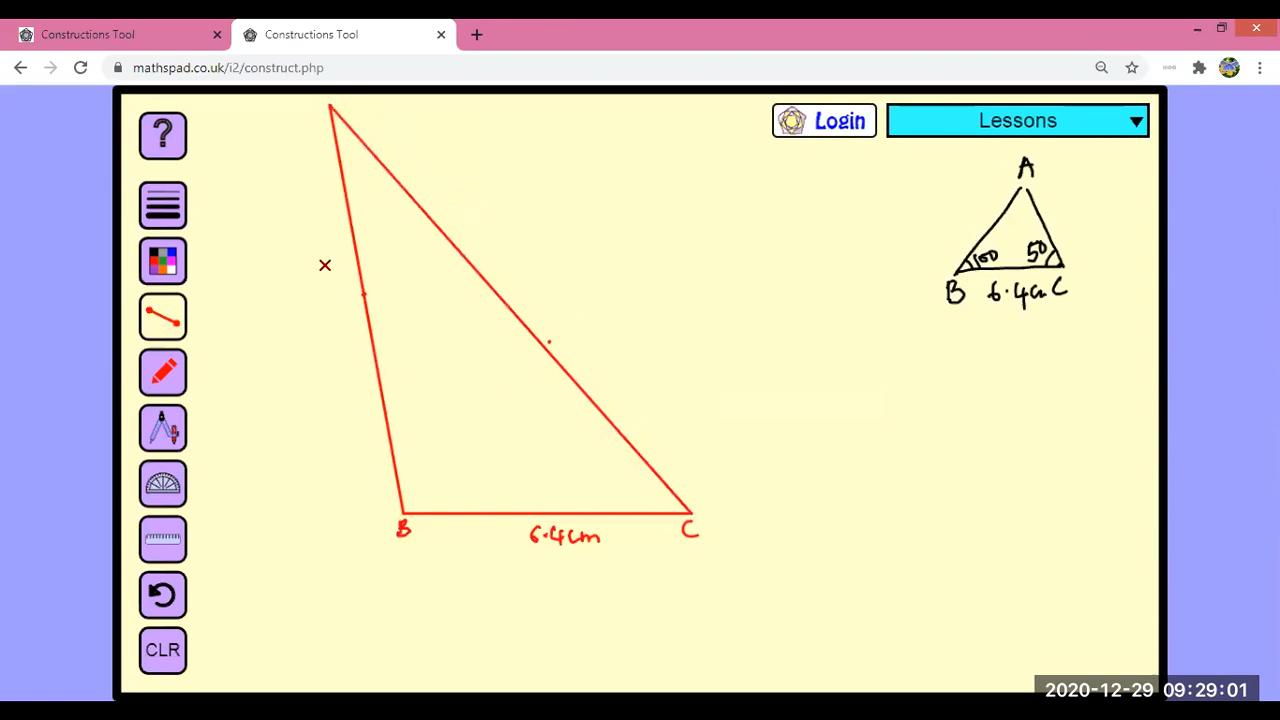 Constructions Tool
Constructions Tool
mathspad.co.uk/i2/construct.php
?
Login
Lessons
A
100
50
B
6.4cm
C
B
6.4cm
C
CLR
2020-12-29 09:29:01